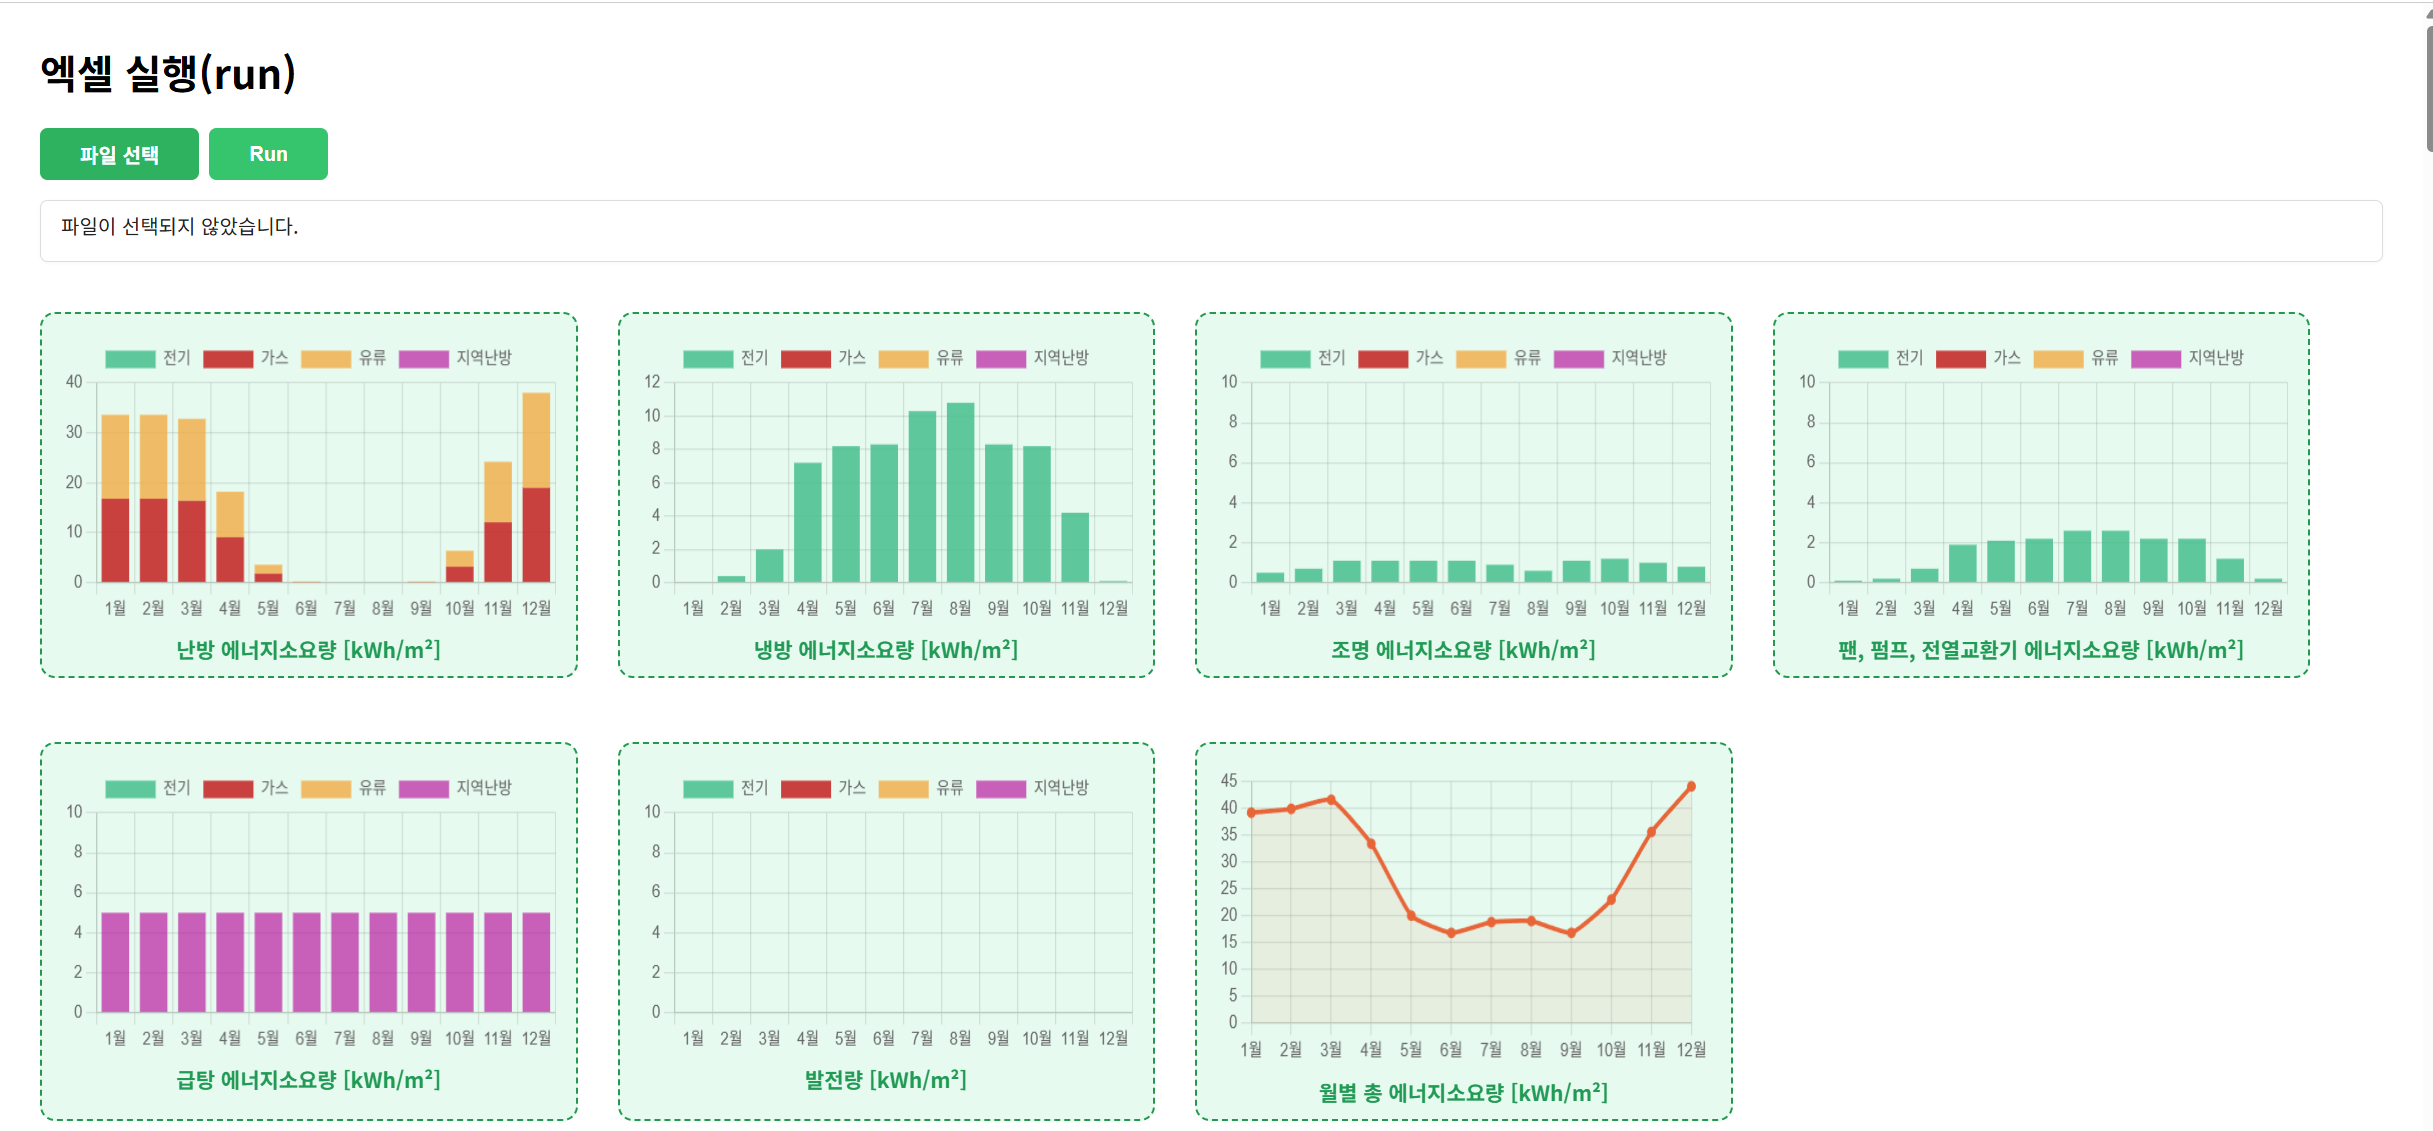 엑셀 실행(run)
파일 선택 Run
파일이 선택되지 않았습니다.
전기 가스 유류 지역난방
40
30
20
10
0
1월 2월 3월 4월 5월 6월 7월 8월 9월 10월 11월 12월
난방 에너지소요량 [kWh/m²]
전기 가스 유류 지역난방
12
10
8
6
4
2
0
1월 2월 3월 4월 5월 6월 7월 8월 9월 10월 11월 12월
냉방 에너지소요량 [kWh/m²]
전기 가스 유류 지역난방
10
8
6
4
2
0
1월 2월 3월 4월 5월 6월 7월 8월 9월 10월 11월 12월
조명 에너지소요량 [kWh/m²]
전기 가스 유류 지역난방
10
8
6
4
2
0
1월 2월 3월 4월 5월 6월 7월 8월 9월 10월 11월 12월
팬, 펌프, 전열교환기 에너지소요량 [kWh/m²]
전기 가스 유류 지역난방
10
8
6
4
2
0
1월 2월 3월 4월 5월 6월 7월 8월 9월 10월 11월 12월
급탕 에너지소요량 [kWh/m²]
전기 가스 유류 지역난방
10
8
6
4
2
0
1월 2월 3월 4월 5월 6월 7월 8월 9월 10월 11월 12월
발전량 [kWh/m²]
45
40
35
30
25
20
15
10
5
0
1월 2월 3월 4월 5월 6월 7월 8월 9월 10월 11월 12월
월별 총 에너지소요량 [kWh/m²]